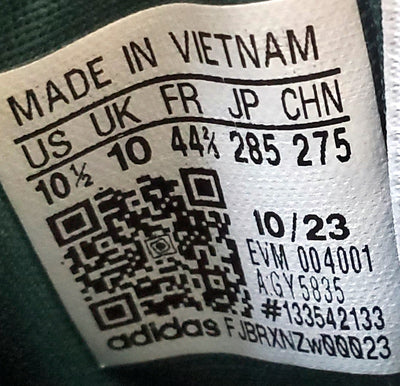 MADE IN VIETNAM
US UK FR JP CHN
10½ 10 44⅔ 285 275
10/23
EVM 004001
AGY5835
#133542133
adidas FJBRXNZwQQQ23